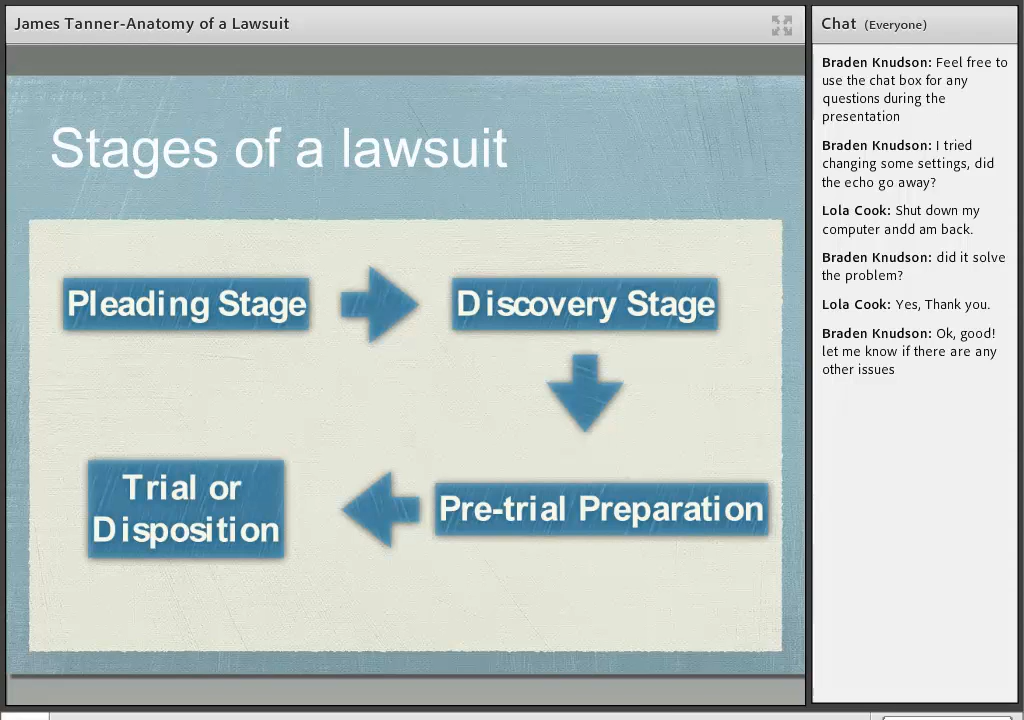 James Tanner-Anatomy of a Lawsuit
Stages of a lawsuit
Pleading Stage
Discovery Stage
Trial or
Disposition
Pre-trial Preparation
Chat (Everyone)
Braden Knudson: Feel free to
use the chat box for any
questions during the
presentation
Braden Knudson: I tried
changing some settings, did
the echo go away?
Lola Cook: Shut down my
computer andd am back.
Braden Knudson: did it solve
the problem?
Lola Cook: Yes, Thank you.
Braden Knudson: Ok, good!
let me know if there are any
other issues